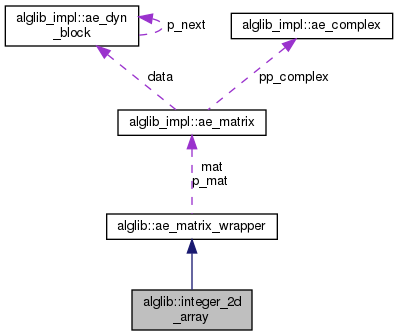 alglib_impl::ae_dyn
_block
p_next
alglib_impl::ae_complex
data
pp_complex
alglib_impl::ae_matrix
mat
p_mat
alglib::ae_matrix_wrapper
alglib::integer_2d
_array